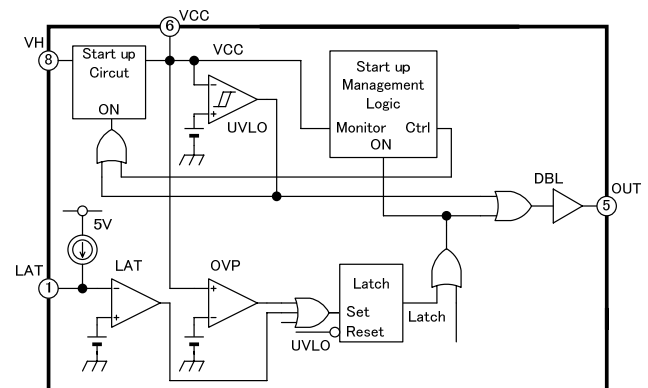 VCC
6
VH
8
Start up
Circut
ON
VCC
Start up
Management
Logic
Monitor Ctrl
ON
-
+
UVLO
DBL
OUT
5
5V
LAT
1
LAT
-
+
OVP
+
-
Latch
Set
Reset
UVLO
Latch